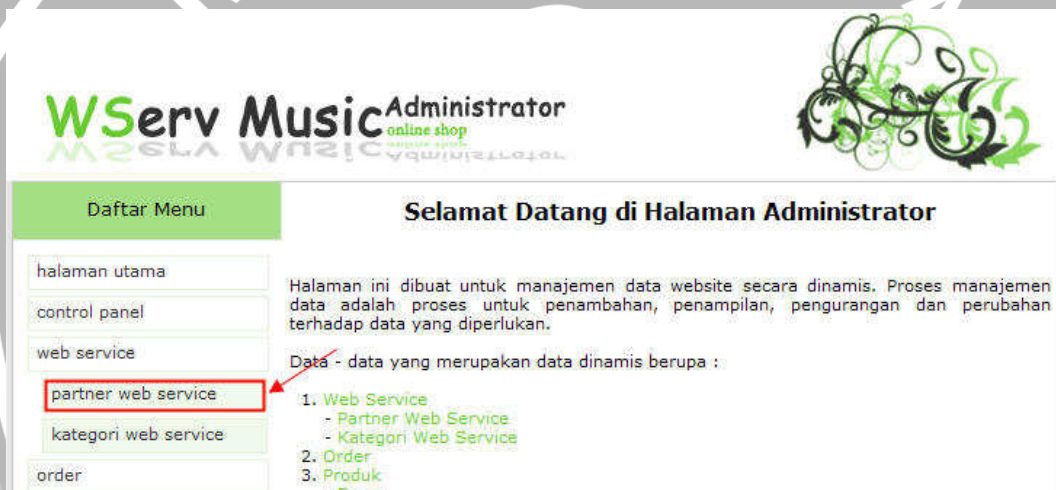 WServ Music Administrator
online shop
Daftar Menu
halaman utama
control panel
web service
partner web service
kategori web service
order
Selamat Datang di Halaman Administrator
Halaman ini dibuat untuk manajemen data website secara dinamis. Proses manajemen
data adalah proses untuk penambahan, penampilan, pengurangan dan perubahan
terhadap data yang diperlukan.
Data - data yang merupakan data dinamis berupa :
1. Web Service
- Partner Web Service
- Kategori Web Service
2. Order
3. Produk